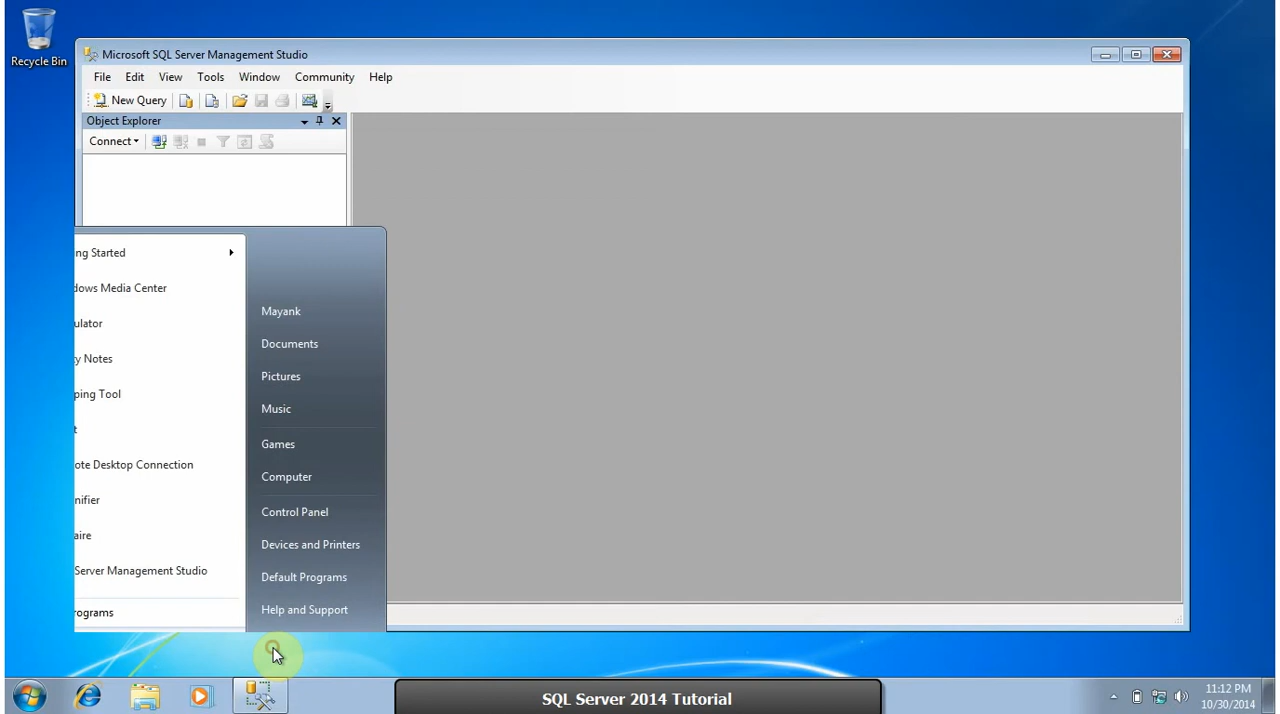 Recycle Bin
Microsoft SQL Server Management Studio
File Edit View Tools Window Community Help
New Query
Object Explorer
Connect
ng Started
dows Media Center
ulator
y Notes
ping Tool
t
ote Desktop Connection
nifier
aire
Server Management Studio
rograms
Mayank
Documents
Pictures
Music
Games
Computer
Control Panel
Devices and Printers
Default Programs
Help and Support
SQL Server 2014 Tutorial
11:12 PM
10/30/2014